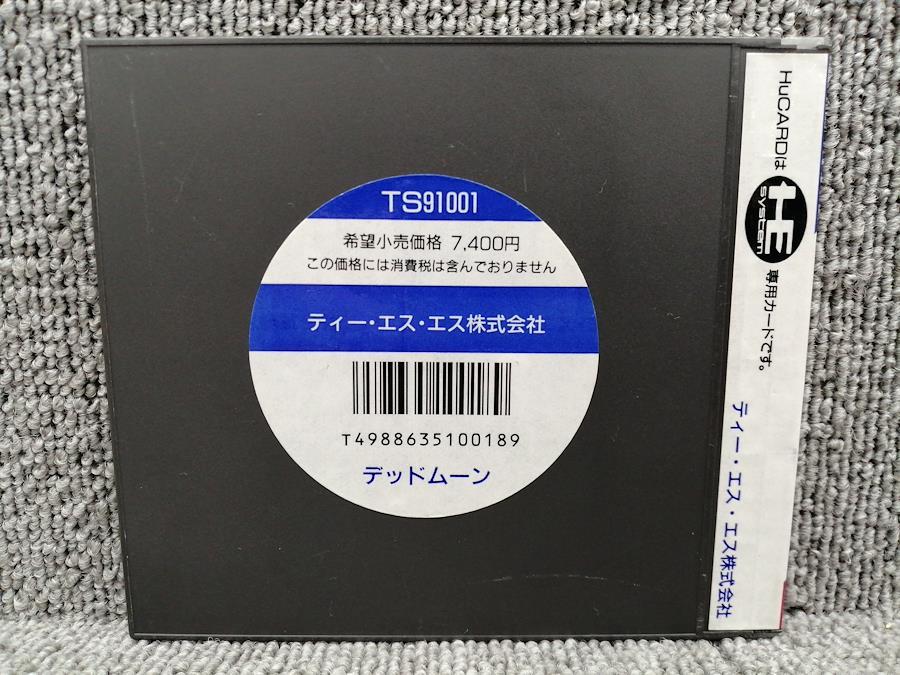 TS91001
希望小売価格 7,400円
この価格には消費税は含んでおりません
ティー・エス・エス株式会社
T4988635100189
デッドムーン
HuCARDは HE system 専用カードです。
ティー・エス・エス株式会社